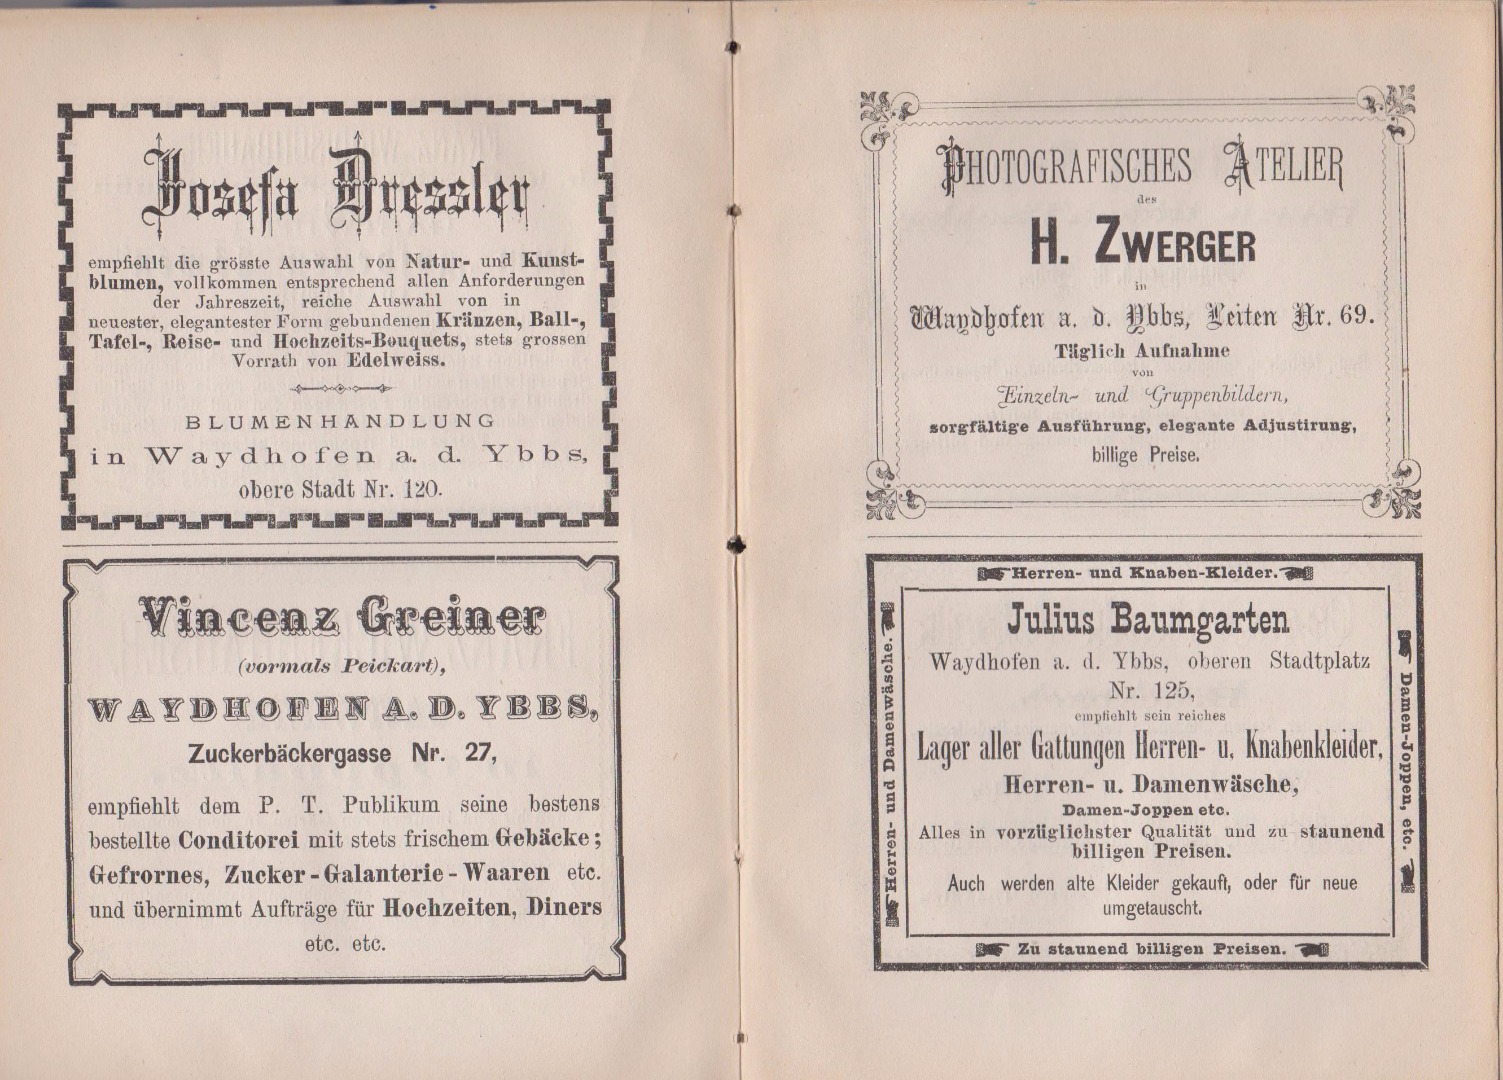 Josefa Dressler
empfiehlt die grösste Auswahl von Natur- und Kunst-
blumen, vollkommen entsprechend allen Anforderungen
der Jahreszeit, reiche Auswahl von in
neuester, elegantester Form gebundenen Kränzen, Ball-,
Tafel-, Reise- und Hochzeits-Bouquets, stets grossen
Vorrath von Edelweiss.
BLUMENHANDLUNG
in Waydhofen a. d. Ybbs,
obere Stadt Nr. 120.
Vincenz Greiner
(vormals Peickart),
WAYDHOFEN A. D. YBBS,
Zuckerbäckergasse Nr. 27,
empfiehlt dem P. T. Publikum seine bestens
bestellte Conditorei mit stets frischem Gebäcke;
Gefrornes, Zucker-Galanterie-Waaren etc.
und übernimmt Aufträge für Hochzeiten, Diners
etc. etc.
PHOTOGRAFISCHES ATELIER
des
H. ZWERGER
in
Waydhofen a. d. Ybbs, Leiten Nr. 69.
Täglich Aufnahme
von
Einzeln- und Gruppenbildern,
sorgfältige Ausführung, elegante Adjustirung,
billige Preise.
Herren- und Knaben-Kleider.
Herren- und Damenwäsche.
Julius Baumgarten
Waydhofen a. d. Ybbs, oberen Stadtplatz
Nr. 125,
empfiehlt sein reiches
Lager aller Gattungen Herren- u. Knabenkleider,
Herren- u. Damenwäsche,
Damen-Joppen etc.
Alles in vorzüglichster Qualität und zu staunend
billigen Preisen.
Auch werden alte Kleider gekauft, oder für neue
umgetauscht.
Damen-Joppen, etc.
Zu staunend billigen Preisen.